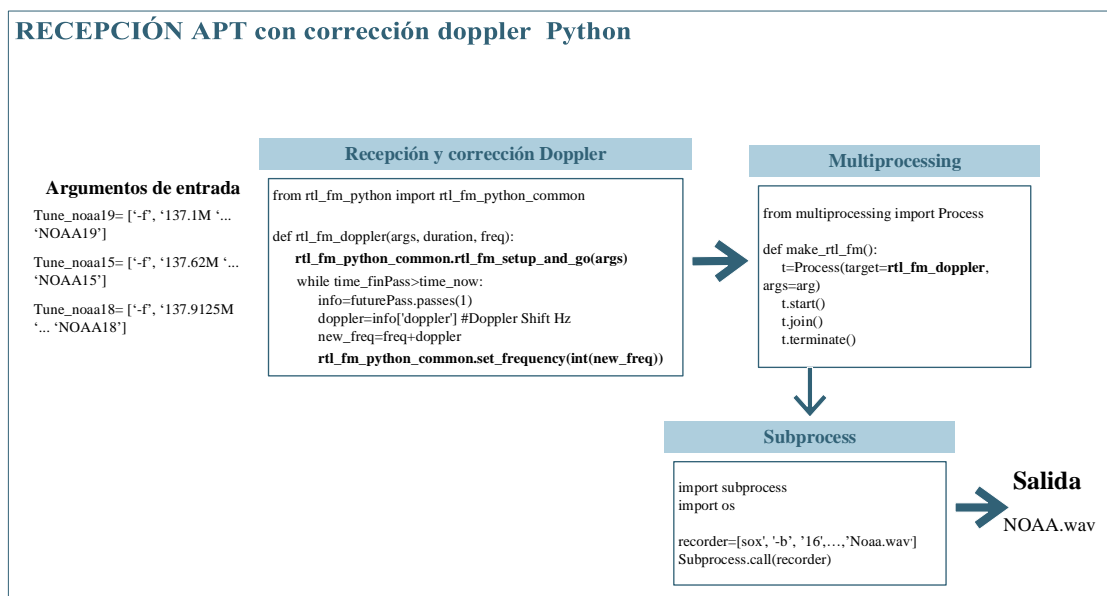 RECEPCIÓN APT con corrección doppler Python
Argumentos de entrada
Tune_noaa19= [‘-f’, ‘137.1M ‘...
‘NOAA19’]
Tune_noaa15= [‘-f’, ‘137.62M ‘...
‘NOAA15’]
Tune_noaa18= [‘-f’, ‘137.9125M
‘... ‘NOAA18’]
Recepción y corrección Doppler
from rtl_fm_python import rtl_fm_python_common
def rtl_fm_doppler(args, duration, freq):
rtl_fm_python_common.rtl_fm_setup_and_go(args)
while time_finPass>time_now:
info=futurePass.passes(1)
doppler=info['doppler'] #Doppler Shift Hz
new_freq=freq+doppler
rtl_fm_python_common.set_frequency(int(new_freq))
Multiprocessing
from multiprocessing import Process
def make_rtl_fm():
t=Process(target=rtl_fm_doppler,
args=arg)
t.start()
t.join()
t.terminate()
Subprocess
import subprocess
import os
recorder=[sox', '-b', '16',…,'Noaa.wav']
Subprocess.call(recorder)
Salida
NOAA.wav